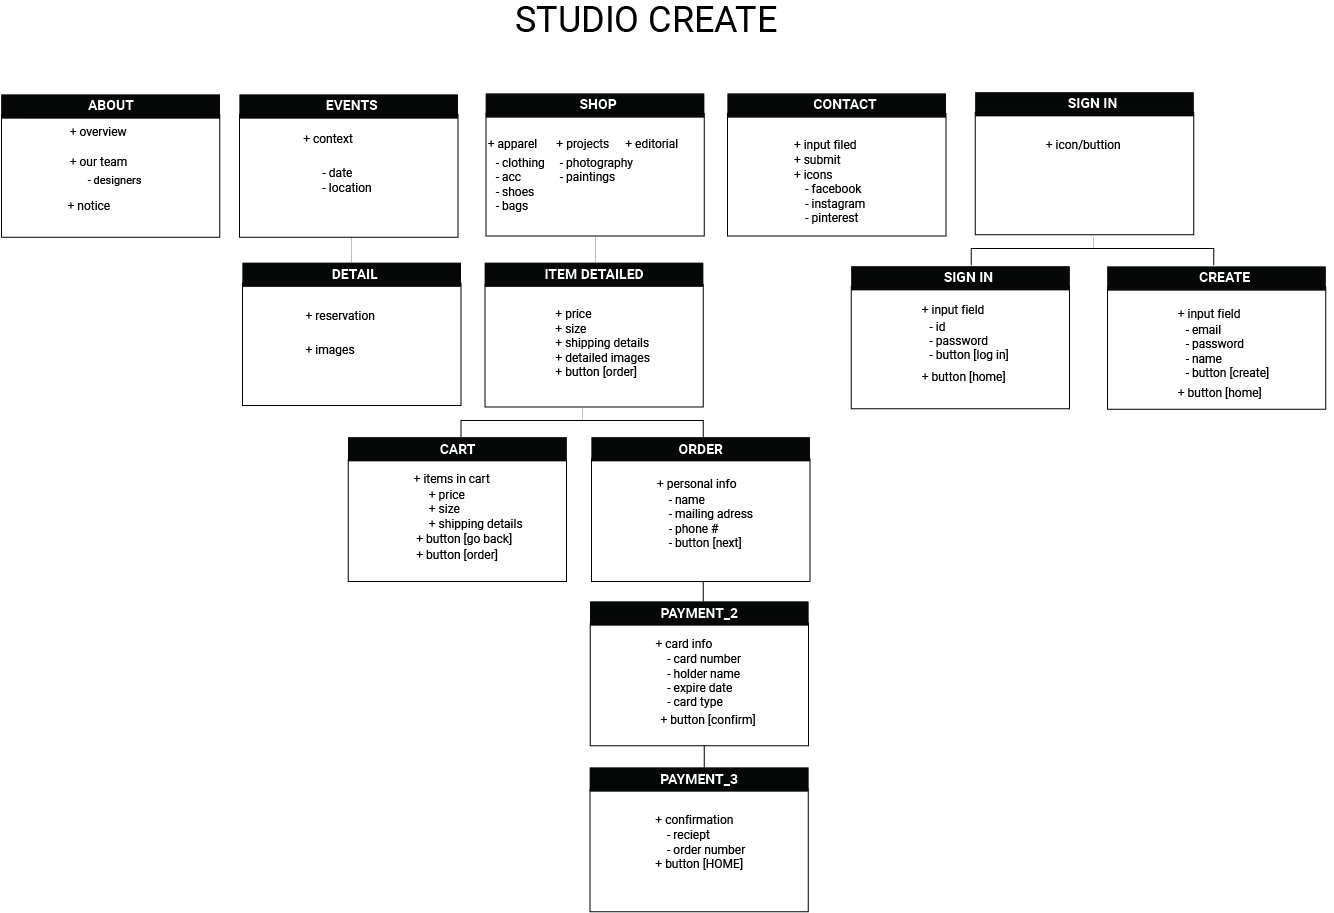 STUDIO CREATE
ABOUT
+ overview
+ our team
- designers
+ notice
EVENTS
+ context
- date
- location
SHOP
+ apparel
- clothing
- acc
- shoes
- bags
+ projects
- photography
- paintings
+ editorial
CONTACT
+ input filed
+ submit
+ icons
- facebook
- instagram
- pinterest
SIGN IN
+ icon/buttion
DETAIL
+ reservation
+ images
ITEM DETAILED
+ price
+ size
+ shipping details
+ detailed images
+ button [order]
SIGN IN
+ input field
- id
- password
- button [log in]
+ button [home]
CREATE
+ input field
- email
- password
- name
- button [create]
+ button [home]
CART
+ items in cart
+ price
+ size
+ shipping details
+ button [go back]
+ button [order]
ORDER
+ personal info
- name
- mailing adress
- phone #
- button [next]
PAYMENT_2
+ card info
- card number
- holder name
- expire date
- card type
+ button [confirm]
PAYMENT_3
+ confirmation
- reciept
- order number
+ button [HOME]